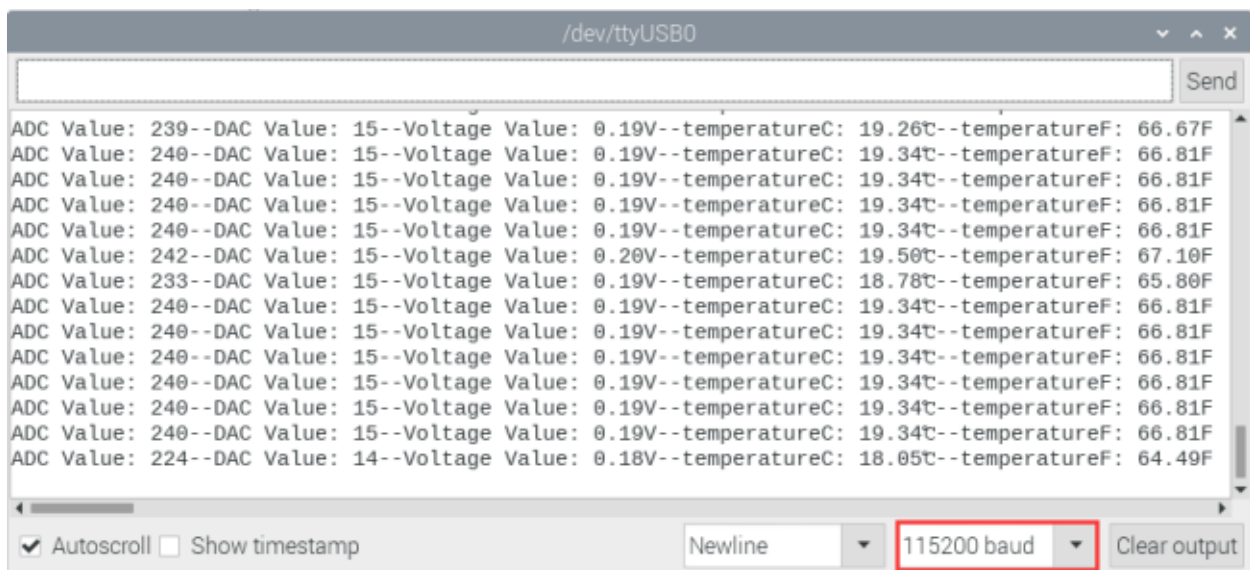 /dev/ttyUSB0
Send
ADC Value: 239--DAC Value: 15--Voltage Value: 0.19V--temperatureC: 19.26℃--temperatureF: 66.67F
ADC Value: 240--DAC Value: 15--Voltage Value: 0.19V--temperatureC: 19.34℃--temperatureF: 66.81F
ADC Value: 240--DAC Value: 15--Voltage Value: 0.19V--temperatureC: 19.34℃--temperatureF: 66.81F
ADC Value: 240--DAC Value: 15--Voltage Value: 0.19V--temperatureC: 19.34℃--temperatureF: 66.81F
ADC Value: 240--DAC Value: 15--Voltage Value: 0.19V--temperatureC: 19.34℃--temperatureF: 66.81F
ADC Value: 242--DAC Value: 15--Voltage Value: 0.20V--temperatureC: 19.50℃--temperatureF: 67.10F
ADC Value: 233--DAC Value: 15--Voltage Value: 0.19V--temperatureC: 18.78℃--temperatureF: 65.80F
ADC Value: 240--DAC Value: 15--Voltage Value: 0.19V--temperatureC: 19.34℃--temperatureF: 66.81F
ADC Value: 240--DAC Value: 15--Voltage Value: 0.19V--temperatureC: 19.34℃--temperatureF: 66.81F
ADC Value: 240--DAC Value: 15--Voltage Value: 0.19V--temperatureC: 19.34℃--temperatureF: 66.81F
ADC Value: 240--DAC Value: 15--Voltage Value: 0.19V--temperatureC: 19.34℃--temperatureF: 66.81F
ADC Value: 240--DAC Value: 15--Voltage Value: 0.19V--temperatureC: 19.34℃--temperatureF: 66.81F
ADC Value: 240--DAC Value: 15--Voltage Value: 0.19V--temperatureC: 19.34℃--temperatureF: 66.81F
ADC Value: 224--DAC Value: 14--Voltage Value: 0.18V--temperatureC: 18.05℃--temperatureF: 64.49F
Autoscroll Show timestamp Newline 115200 baud Clear output